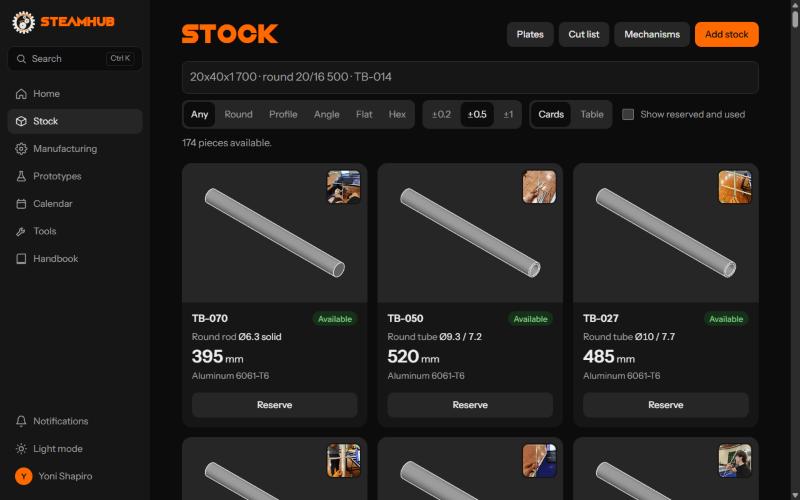 STEAMHUB
Search Ctrl K
Home
Stock
Manufacturing
Prototypes
Calendar
Tools
Handbook
Notifications
Light mode
Y Yoni Shapiro
STOCK
Plates Cut list Mechanisms Add stock
20x40x1 700 · round 20/16 500 · TB-014
Any Round Profile Angle Flat Hex ±0.2 ±0.5 ±1 Cards Table Show reserved and used
174 pieces available.
TB-070 Available
Round rod Ø6.3 solid
395 mm
Aluminum 6061-T6
Reserve
TB-050 Available
Round tube Ø9.3 / 7.2
520 mm
Aluminum 6061-T6
Reserve
TB-027 Available
Round tube Ø10 / 7.7
485 mm
Aluminum 6061-T6
Reserve